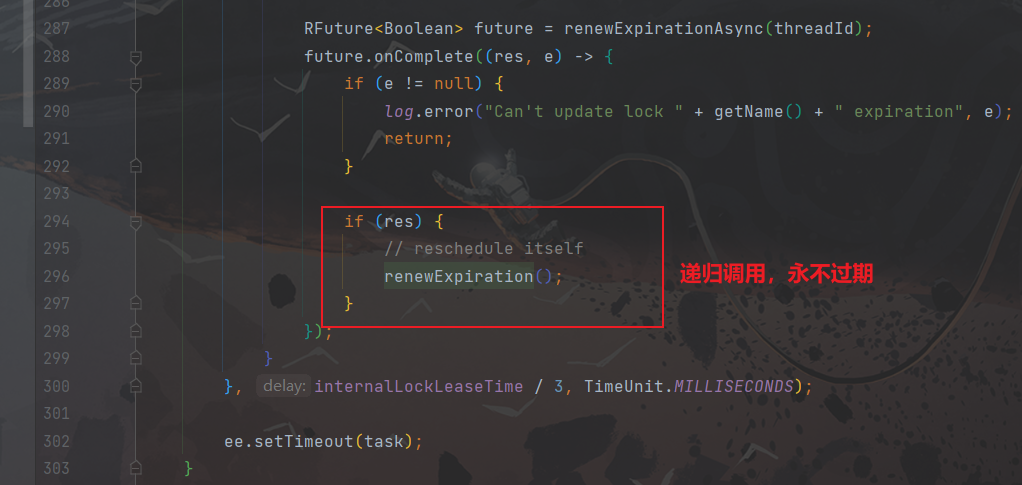 286
287 RFuture<Boolean> future = renewExpirationAsync(threadId);
288 future.onComplete((res, e) -> {
289 if (e != null) {
290 log.error("Can't update lock " + getName() + " expiration", e);
291 return;
292 }
293
294 if (res) {
295 // reschedule itself
296 renewExpiration();
297 }
递归调用，永不过期
298 });
299 }
300 }, delay: internalLockLeaseTime / 3, TimeUnit.MILLISECONDS);
301
302 ee.setTimeout(task);
303 }